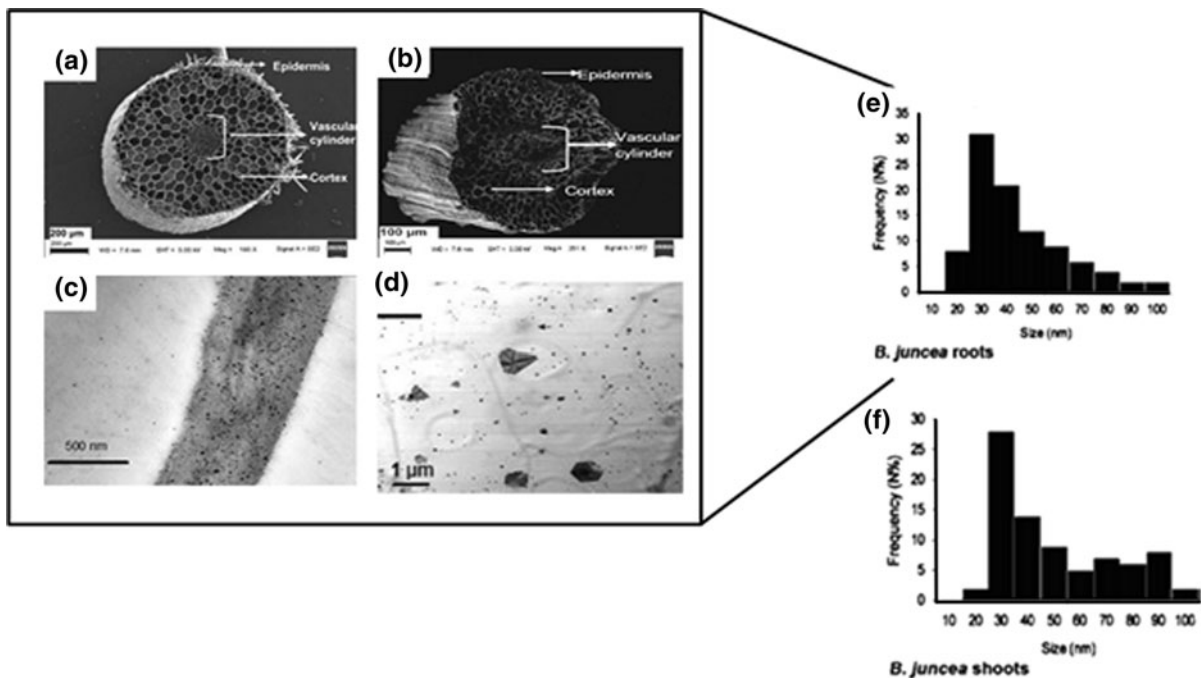 (a)
Epidermis
Vascular
cylinder
Cortex
200 µm
(b)
Epidermis
Vascular
cylinder
Cortex
100 µm
(c)
500 nm
(d)
1 µm
(e)
Frequency (N%)
35
30
25
20
15
10
5
0
10 20 30 40 50 60 70 80 90 100
Size (nm)
B. juncea roots
(f)
Frequency (N%)
30
25
20
15
10
5
0
10 20 30 40 50 60 70 80 90 100
Size (nm)
B. juncea shoots